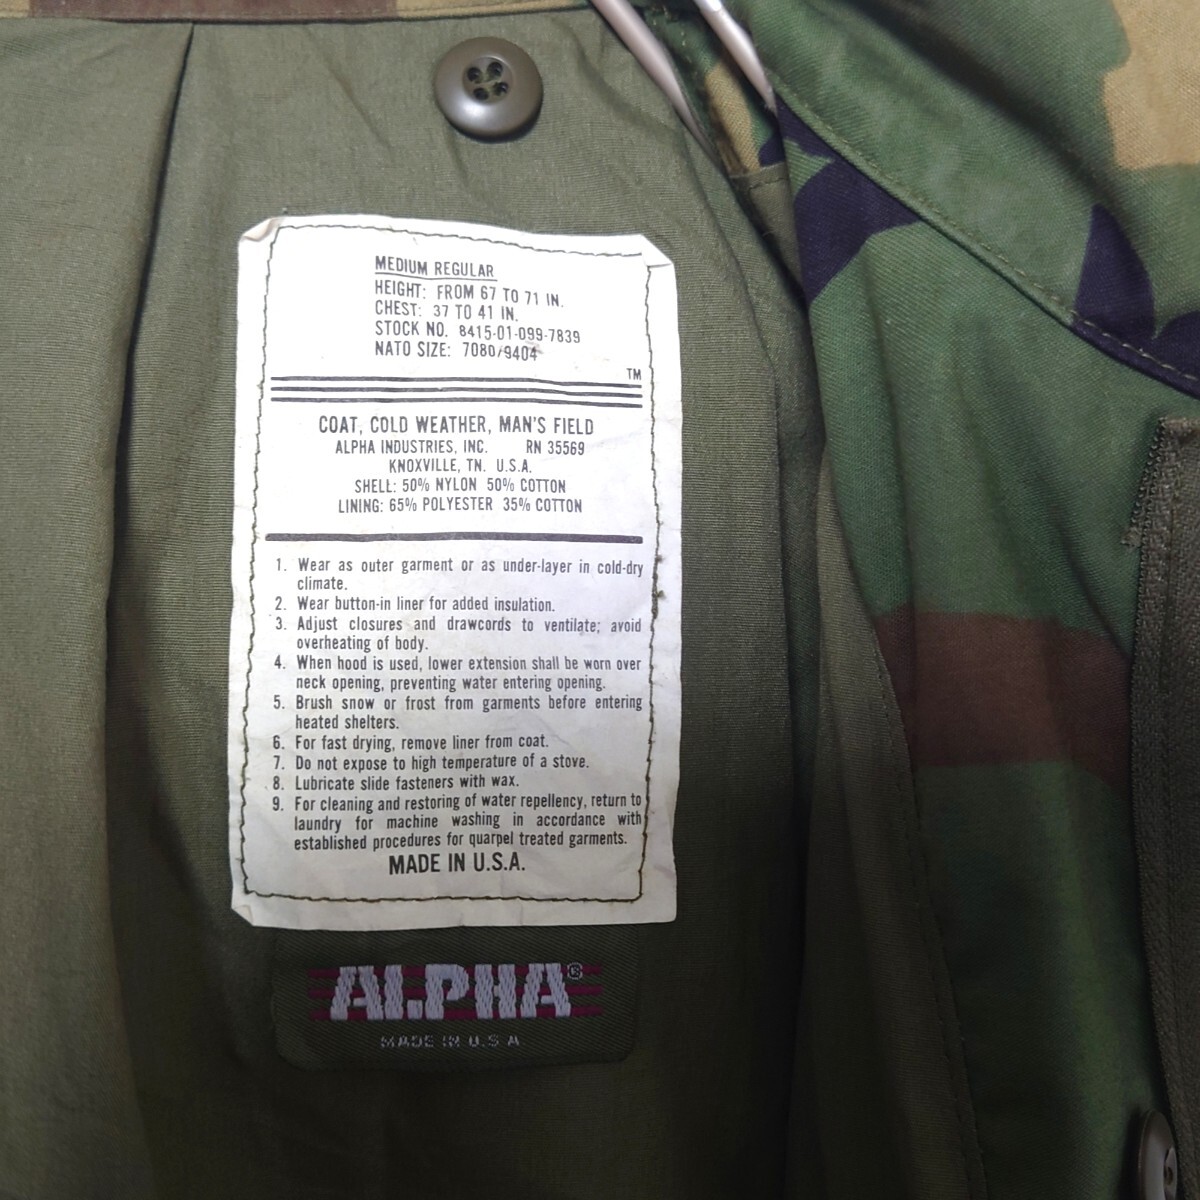 MEDIUM REGULAR
HEIGHT: FROM 67 TO 71 IN.
CHEST: 37 TO 41 IN.
STOCK NO. 8415-01-099-7839
NATO SIZE: 7080/9404
TM
COAT, COLD WEATHER, MAN'S FIELD
ALPHA INDUSTRIES, INC. RN 35569
KNOXVILLE, TN. U.S.A.
SHELL: 50% NYLON 50% COTTON
LINING: 65% POLYESTER 35% COTTON
1. Wear as outer garment or as under-layer in cold-dry
climate.
2. Wear button-in liner for added insulation.
3. Adjust closures and drawcords to ventilate; avoid
overheating of body.
4. When hood is used, lower extension shall be worn over
neck opening, preventing water entering opening.
5. Brush snow or frost from garments before entering
heated shelters.
6. For fast drying, remove liner from coat.
7. Do not expose to high temperature of a stove.
8. Lubricate slide fasteners with wax.
9. For cleaning and restoring of water repellency, return to
laundry for machine washing in accordance with
established procedures for quarpel treated garments.
MADE IN U.S.A.
ALPHA®
MADE IN U.S A